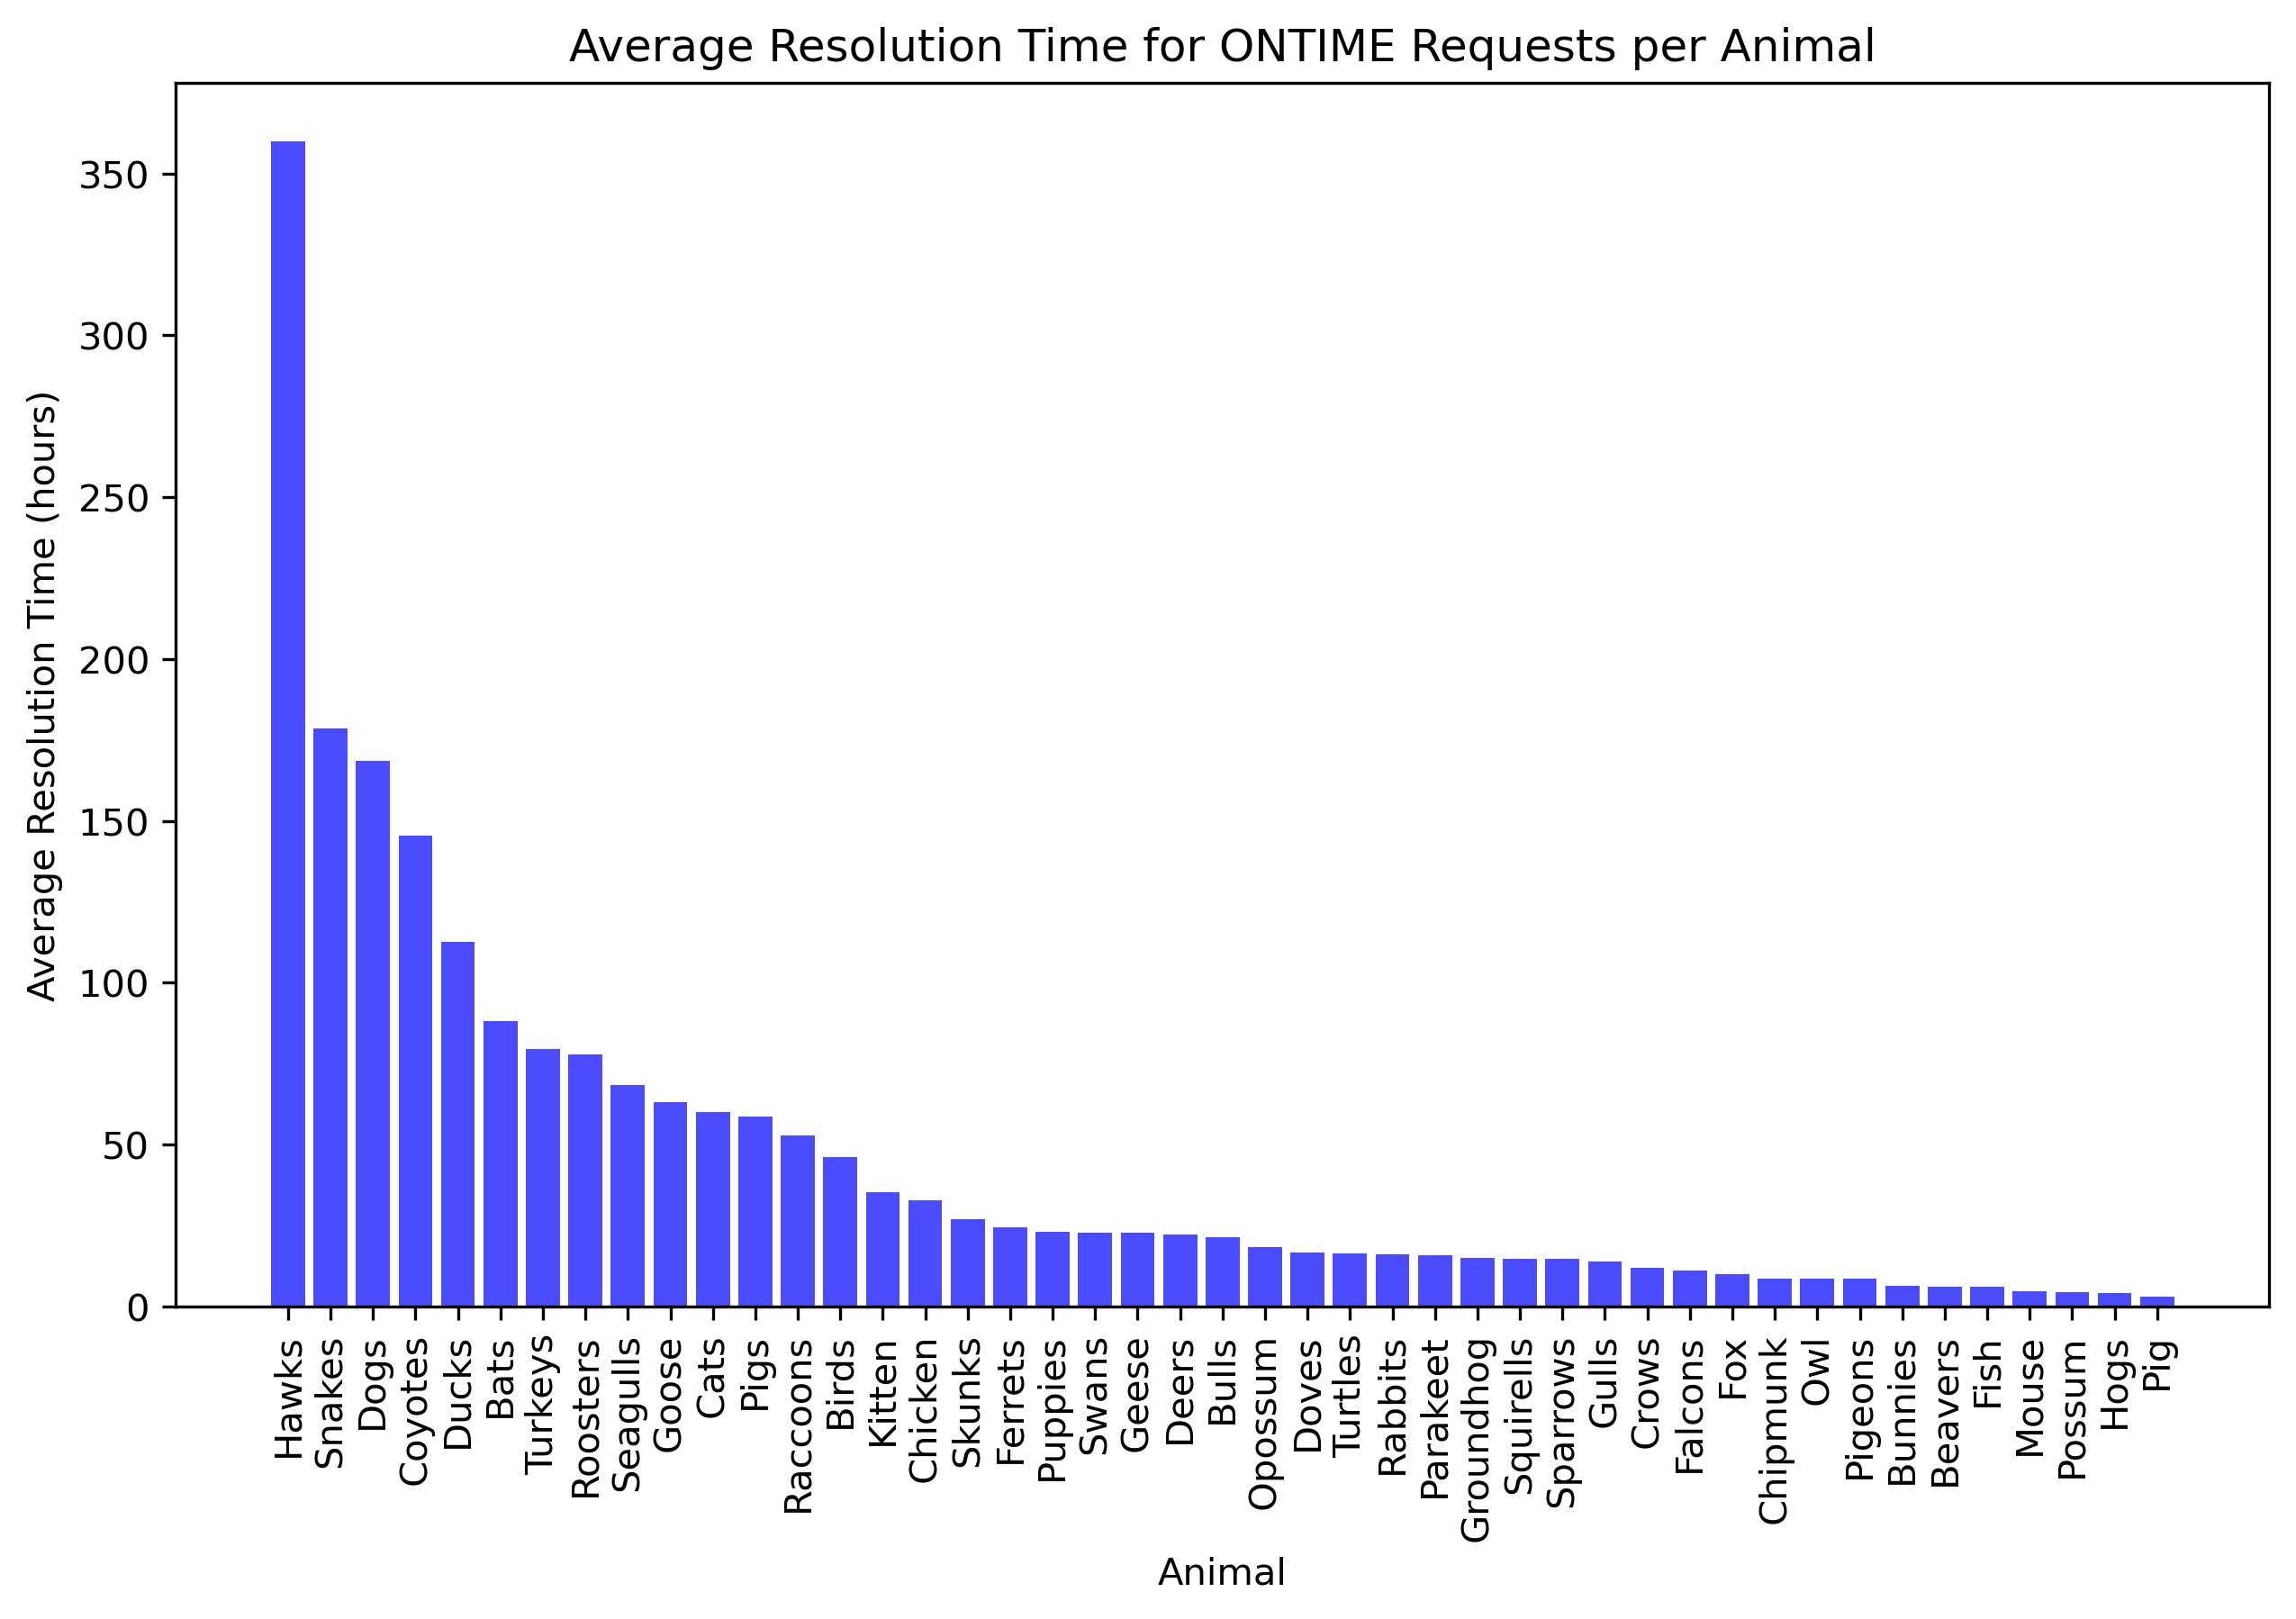 Average Resolution Time for ONTIME Requests per Animal
Average Resolution Time (hours)
350
300
250
200
150
100
50
0
Hawks
Snakes
Dogs
Coyotes
Ducks
Bats
Turkeys
Roosters
Seagulls
Goose
Cats
Pigs
Raccoons
Birds
Kitten
Chicken
Skunks
Ferrets
Puppies
Swans
Geese
Deers
Bulls
Opossum
Doves
Turtles
Rabbits
Parakeet
Groundhog
Squirells
Sparrows
Gulls
Crows
Falcons
Fox
Chipmunk
Owl
Pigeons
Bunnies
Beavers
Fish
Mouse
Possum
Hogs
Pig
Animal